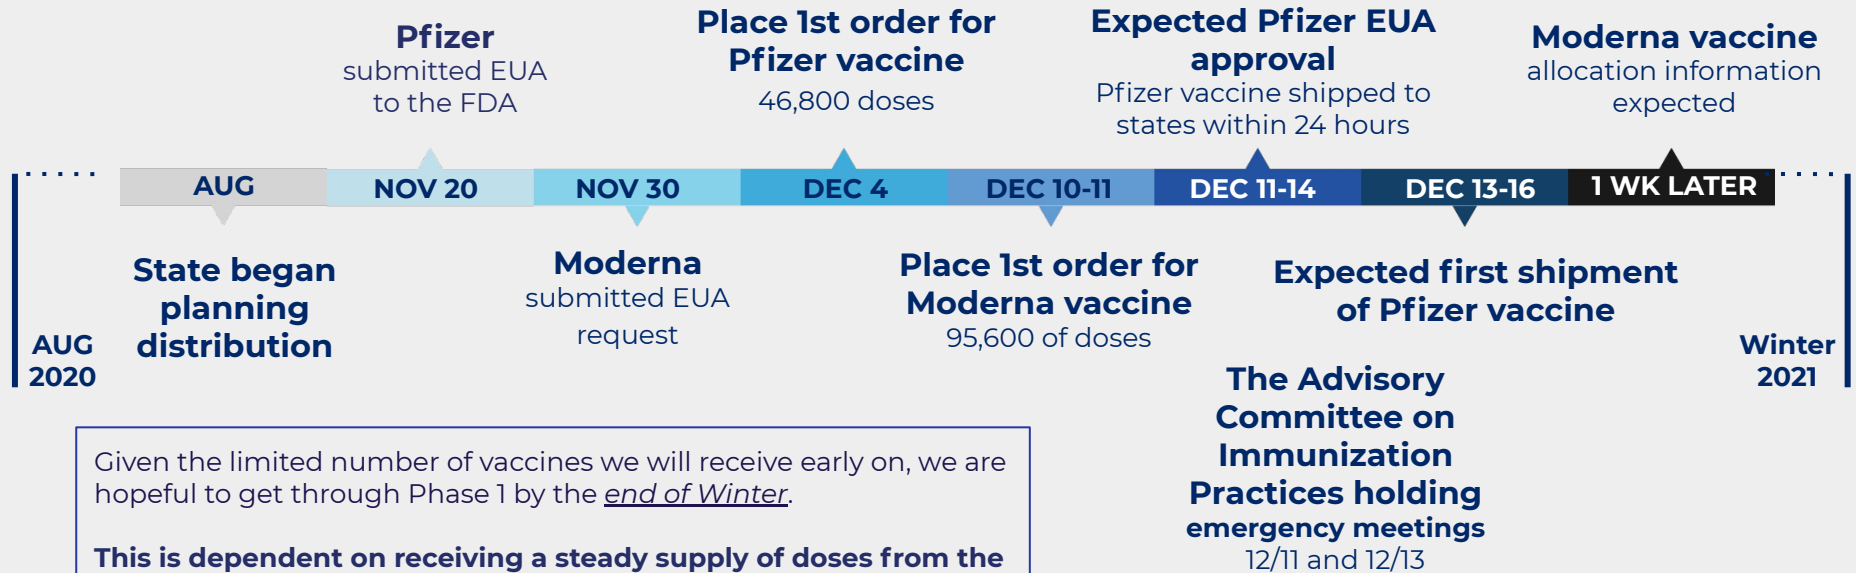 Pfizer
submitted EUA
to the FDA
Place 1st order for
Pfizer vaccine
46,800 doses
Expected Pfizer EUA
approval
Pfizer vaccine shipped to
states within 24 hours
Moderna vaccine
allocation information
expected
AUG
NOV 20
NOV 30
DEC 4
DEC 10-11
DEC 11-14
DEC 13-16
1 WK LATER
AUG
2020
State began
planning
distribution
Moderna
submitted EUA
request
Place 1st order for
Moderna vaccine
95,600 of doses
Expected first shipment
of Pfizer vaccine
Winter
2021
The Advisory
Committee on
Immunization
Practices holding
emergency meetings
12/11 and 12/13
Given the limited number of vaccines we will receive early on, we are
hopeful to get through Phase 1 by the end of Winter.
This is dependent on receiving a steady supply of doses from the